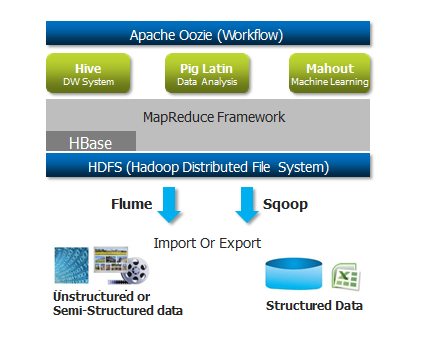 Apache Oozie (Workflow)
Hive
DW System
Pig Latin
Data Analysis
Mahout
Machine Learning
MapReduce Framework
HBase
HDFS (Hadoop Distributed File System)
Flume
Sqoop
Import Or Export
Unstructured or
Semi-Structured data
Structured Data